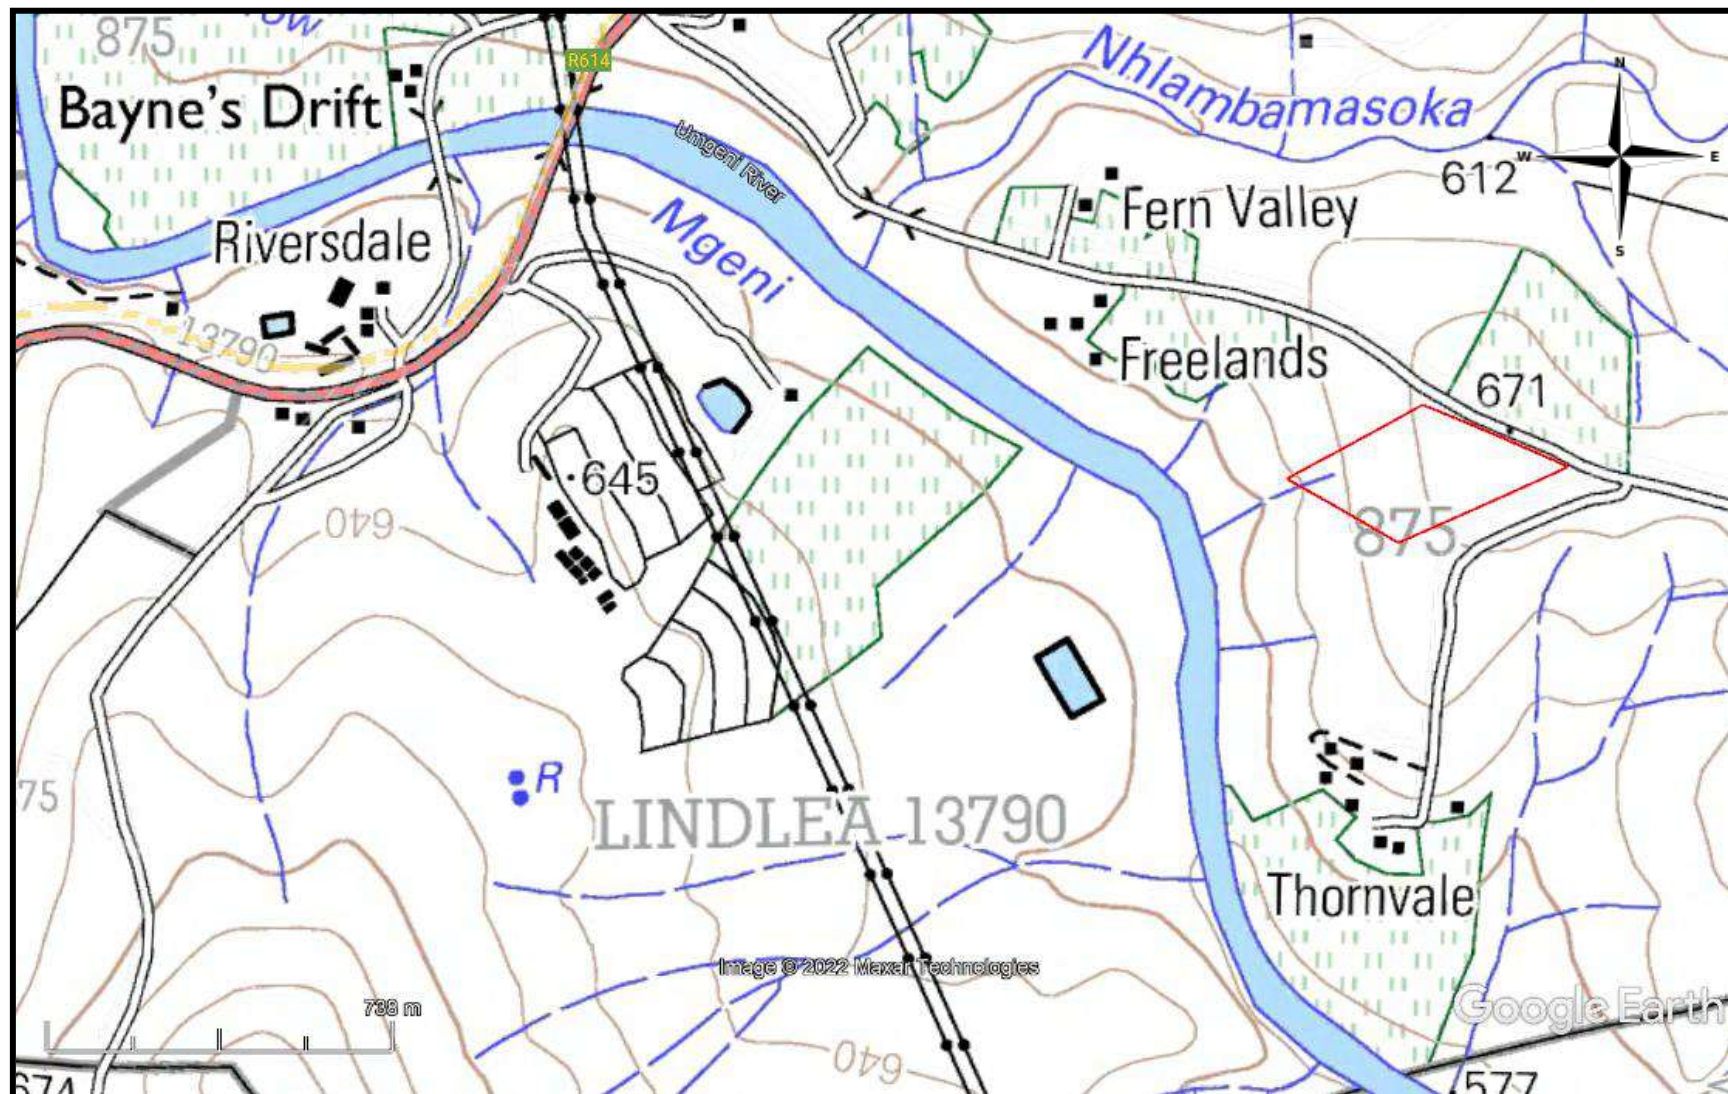 875
ow
R614
Nhlambamasoka
N
W
E
S
Bayne's Drift
Umgeni River
612
Fern Valley
Mgeni
Riversdale
13790
Freelands
671
645
640
875
R
75
LINDLEA 13790
Thornvale
Image © 2022 Maxar Technologies
738 m
Google Earth
640
674
577